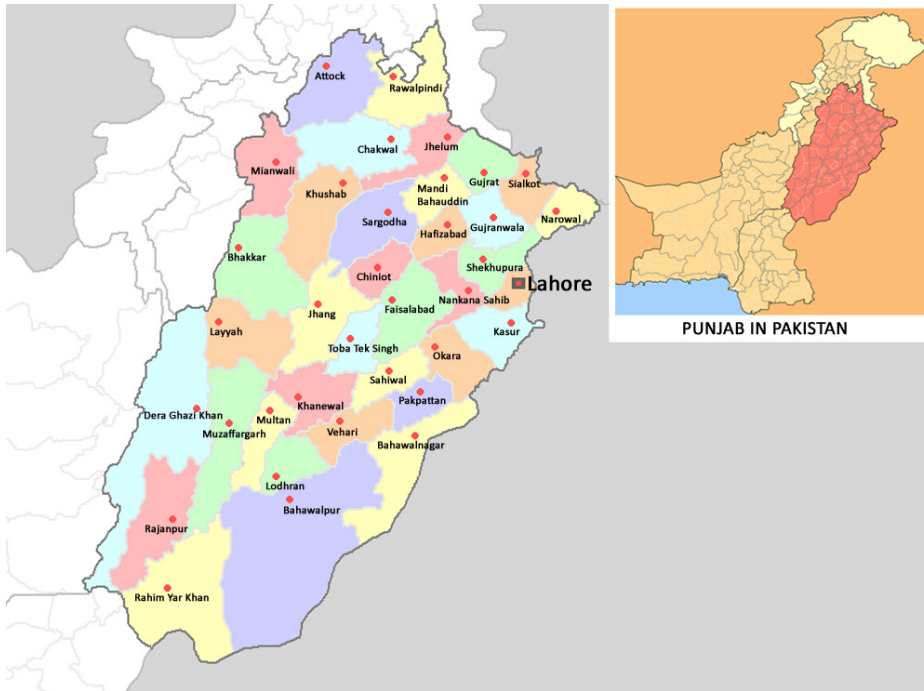 Attock
Rawalpindi
Chakwal
Jhelum
Mianwali
Khushab
Mandi
Bahauddin
Gujrat
Sialkot
Sargodha
Hafizabad
Gujranwala
Narowal
Bhakkar
Chiniot
Shekhupura
Lahore
Nankana Sahib
Jhang
Faisalabad
Layyah
Toba Tek Singh
Kasur
Okara
Sahiwal
Pakpattan
Khanewal
Dera Ghazi Khan
Multan
Muzaffargarh
Vehari
Bahawalnagar
Lodhran
Bahawalpur
Rajanpur
Rahim Yar Khan
PUNJAB IN PAKISTAN